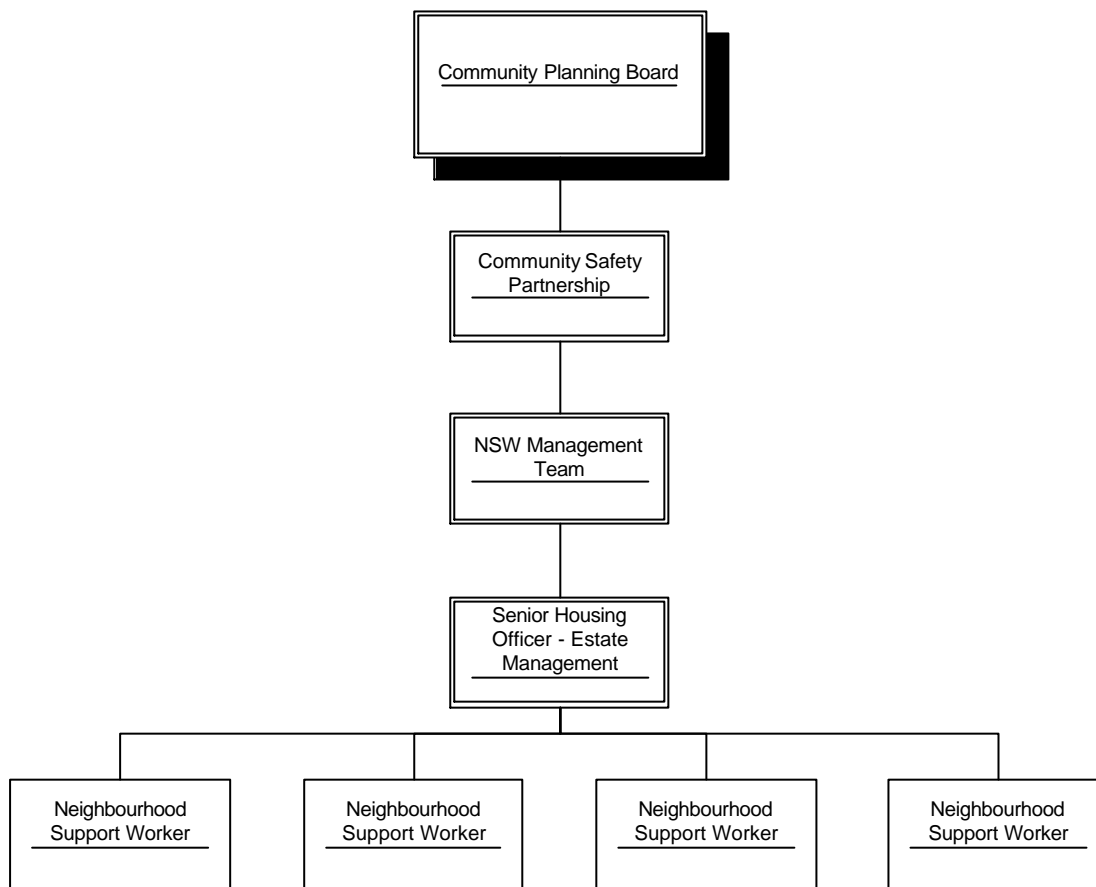 Community Planning Board
Community Safety
Partnership
NSW Management
Team
Senior Housing
Officer - Estate
Management
Neighbourhood
Support Worker
Neighbourhood
Support Worker
Neighbourhood
Support Worker
Neighbourhood
Support Worker